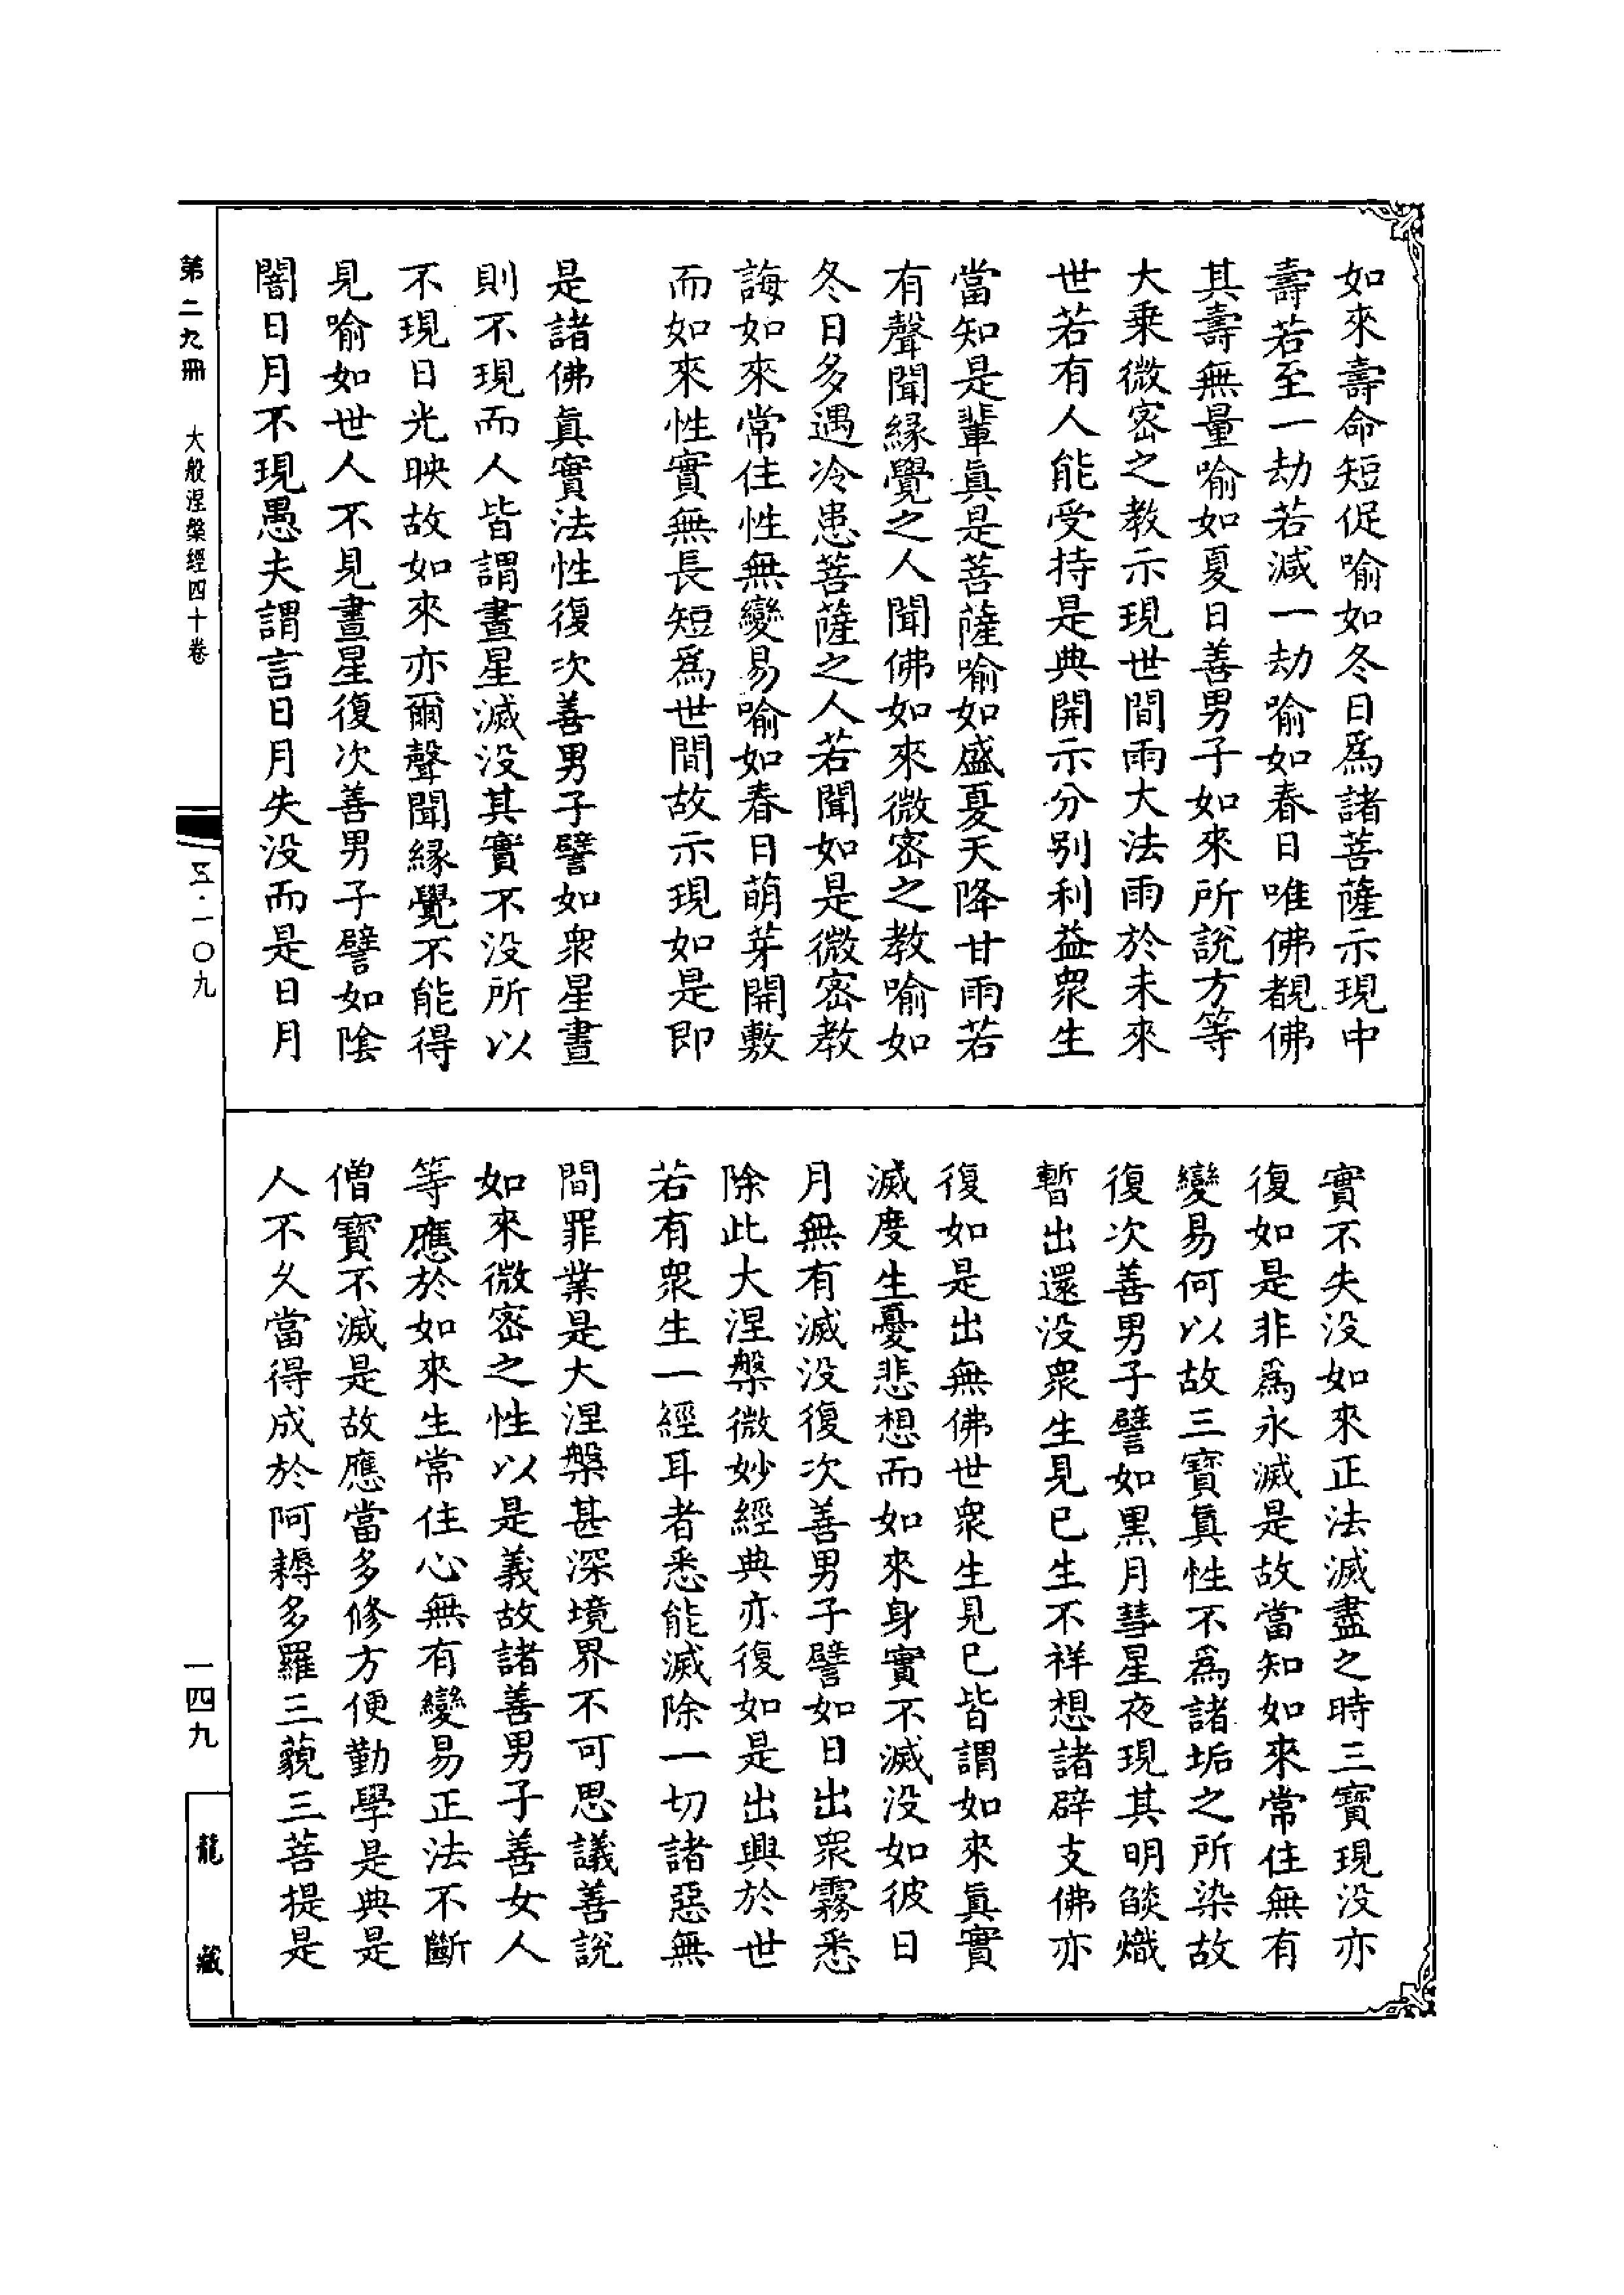 如來壽命短促喻如冬日爲諸菩薩示現中
壽若至一劫若減一劫喻如春日唯佛覩佛
其壽無量喻如夏日善男子如來所說方等
大乗微密之教示現世間雨大法雨於未來
世若有人能受持是典開示分别利益衆生
當知是輩眞是菩薩喻如盛夏天降甘雨若
有聲聞緣覺之人聞佛如來微密之教喻如
冬日多遇冷患菩薩之人若聞如是微密教
誨如來常住性無變易喻如春日萌芽開敷
而如來性實無長短爲世間故示現如是即
是諸佛眞實法性復次善男子譬如衆星晝
則不現而人皆謂晝星滅没其實不没所以
不現日光映故如來亦爾聲聞緣覺不能得
見喻如世人不見晝星復次善男子譬如陰
闇日月不現愚夫謂言日月失没而是日月
實不失没如來正法滅盡之時三寶現没亦
復如是非爲永滅是故當知如來常住無有
變易何以故三寶眞性不爲諸垢之所染故
復次善男子譬如黑月彗星夜現其明燄熾
暫出還没衆生見已生不祥想諸辟支佛亦
復如是出無佛世衆生見已皆謂如來眞實
滅度生憂悲想而如來身實不滅没如彼日
月無有滅没復次善男子譬如日出衆霧悉
除此大涅槃微妙經典亦復如是出興於世
若有衆生一經耳者悉能滅除一切諸惡無
間罪業是大涅槃甚深境界不可思議善說
如來微密之性以是義故諸善男子善女人
等應於如來生常住心無有變易正法不斷
僧寶不滅是故應當多修方便勤學是典是
人不久當得成於阿耨多羅三藐三菩提是
第二九冊 大般涅槃經四十卷
五·一〇九
一四九
龍藏